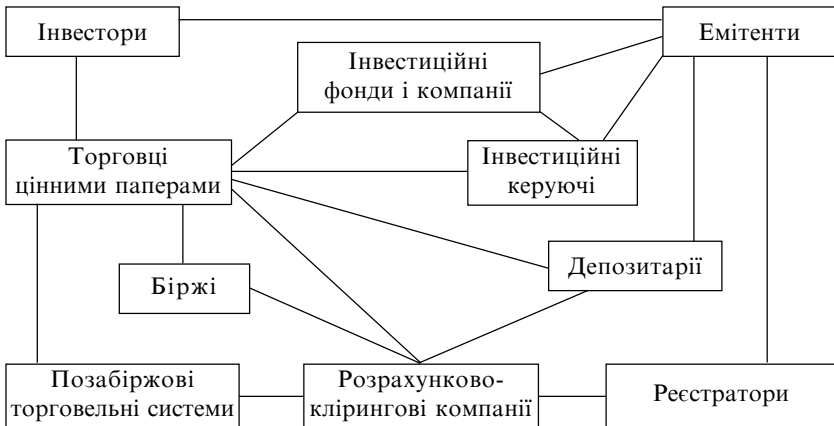 Інвестори
Емітенти
Інвестиційні
фонди і компанії
Торговці
цінними паперами
Інвестиційні
керуючі
Біржі
Депозитарії
Позабіржові
торговельні системи
Розрахунково-
клірингові компанії
Реєстратори